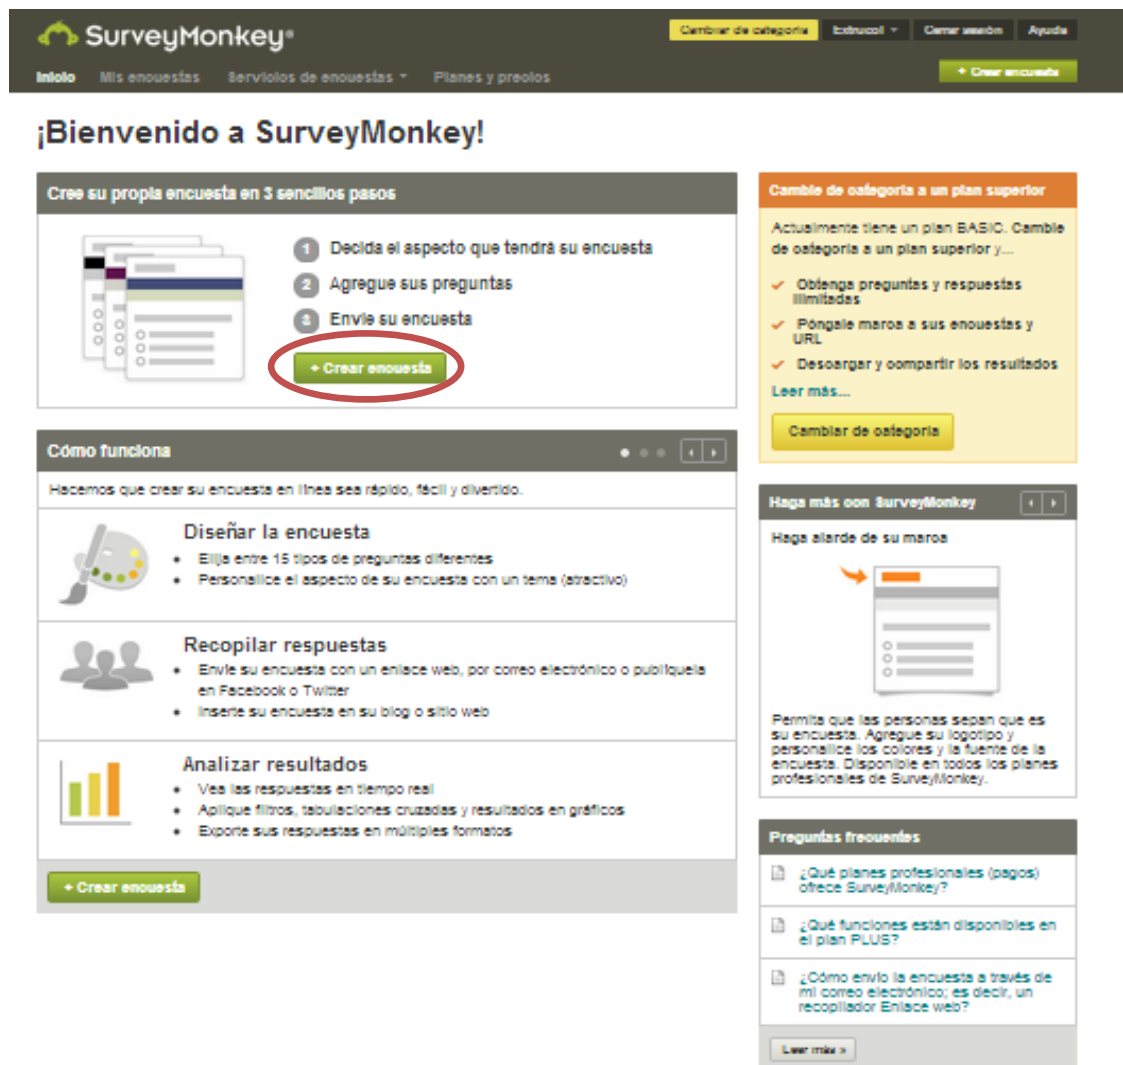 SurveyMonkey®
Cambiar de categoría
Extrucol
Cerrar sesión
Ayuda
Inicio
Mis encuestas
Servicios de encuestas
Planes y precios
+ Crear encuesta
¡Bienvenido a SurveyMonkey!
Cree su propia encuesta en 3 sencillos pasos
1 Decida el aspecto que tendrá su encuesta
2 Agregue sus preguntas
3 Envíe su encuesta
+ Crear encuesta
Cómo funciona
Hacemos que crear su encuesta en línea sea rápido, fácil y divertido.
Diseñar la encuesta
• Elija entre 15 tipos de preguntas diferentes
• Personalice el aspecto de su encuesta con un tema (atractivo)
Recopilar respuestas
• Envíe su encuesta con un enlace web, por correo electrónico o publíquela
en Facebook o Twitter
• Inserte su encuesta en su blog o sitio web
Analizar resultados
• Vea las respuestas en tiempo real
• Aplique filtros, tabulaciones cruzadas y resultados en gráficos
• Exporte sus respuestas en múltiples formatos
+ Crear encuesta
Cambie de categoría a un plan superior
Actualmente tiene un plan BASIC. Cambie
de categoría a un plan superior y...
Obtenga preguntas y respuestas
ilimitadas
Póngale marca a sus encuestas y
URL
Descargar y compartir los resultados
Leer más...
Cambiar de categoría
Haga más con SurveyMonkey
Haga alarde de su marca
Permita que las personas sepan que es
su encuesta. Agregue su logotipo y
personalice los colores y la fuente de la
encuesta. Disponible en todos los planes
profesionales de SurveyMonkey.
Preguntas frecuentes
¿Qué planes profesionales (pagos)
ofrece SurveyMonkey?
¿Qué funciones están disponibles en
el plan PLUS?
¿Cómo envío la encuesta a través de
mi correo electrónico; es decir, un
recopilador Enlace web?
Leer más »